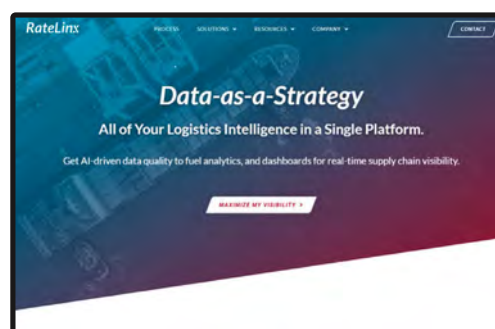 RateLinx
PROCESS SOLUTIONS RESOURCES COMPANY CONTACT
Data-as-a-Strategy
All of Your Logistics Intelligence in a Single Platform.
Get AI-driven data quality to fuel analytics, and dashboards for real-time supply chain visibility.
MAXIMIZE MY VISIBILITY